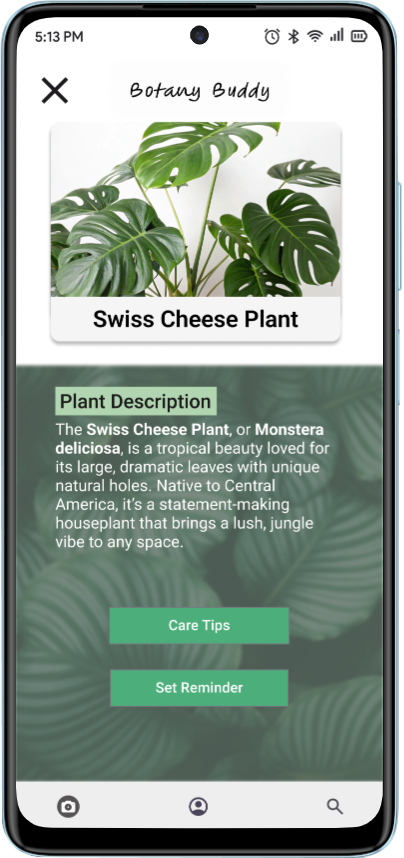 5:13 PM
Botany Buddy
Swiss Cheese Plant
Plant Description
The Swiss Cheese Plant, or Monstera
deliciosa, is a tropical beauty loved for
its large, dramatic leaves with unique
natural holes. Native to Central
America, it's a statement-making
houseplant that brings a lush, jungle
vibe to any space.
Care Tips
Set Reminder